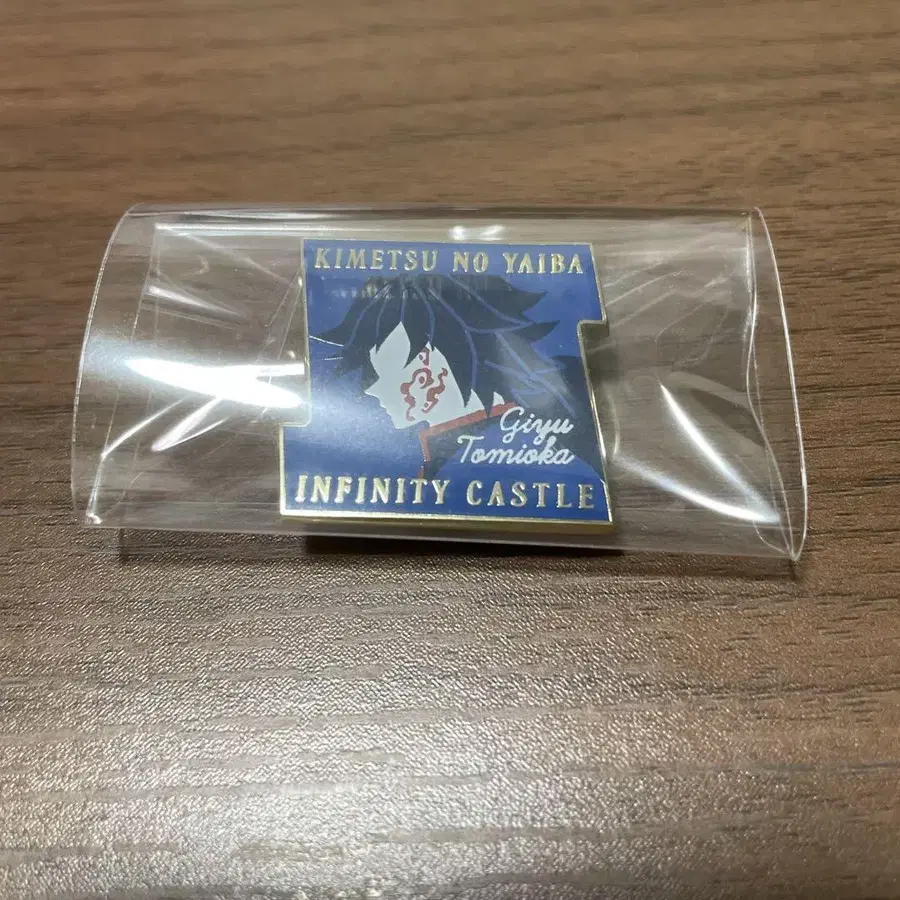 KIMETSU NO YAIBA
Giyu
Tomioka
INFINITY CASTLE